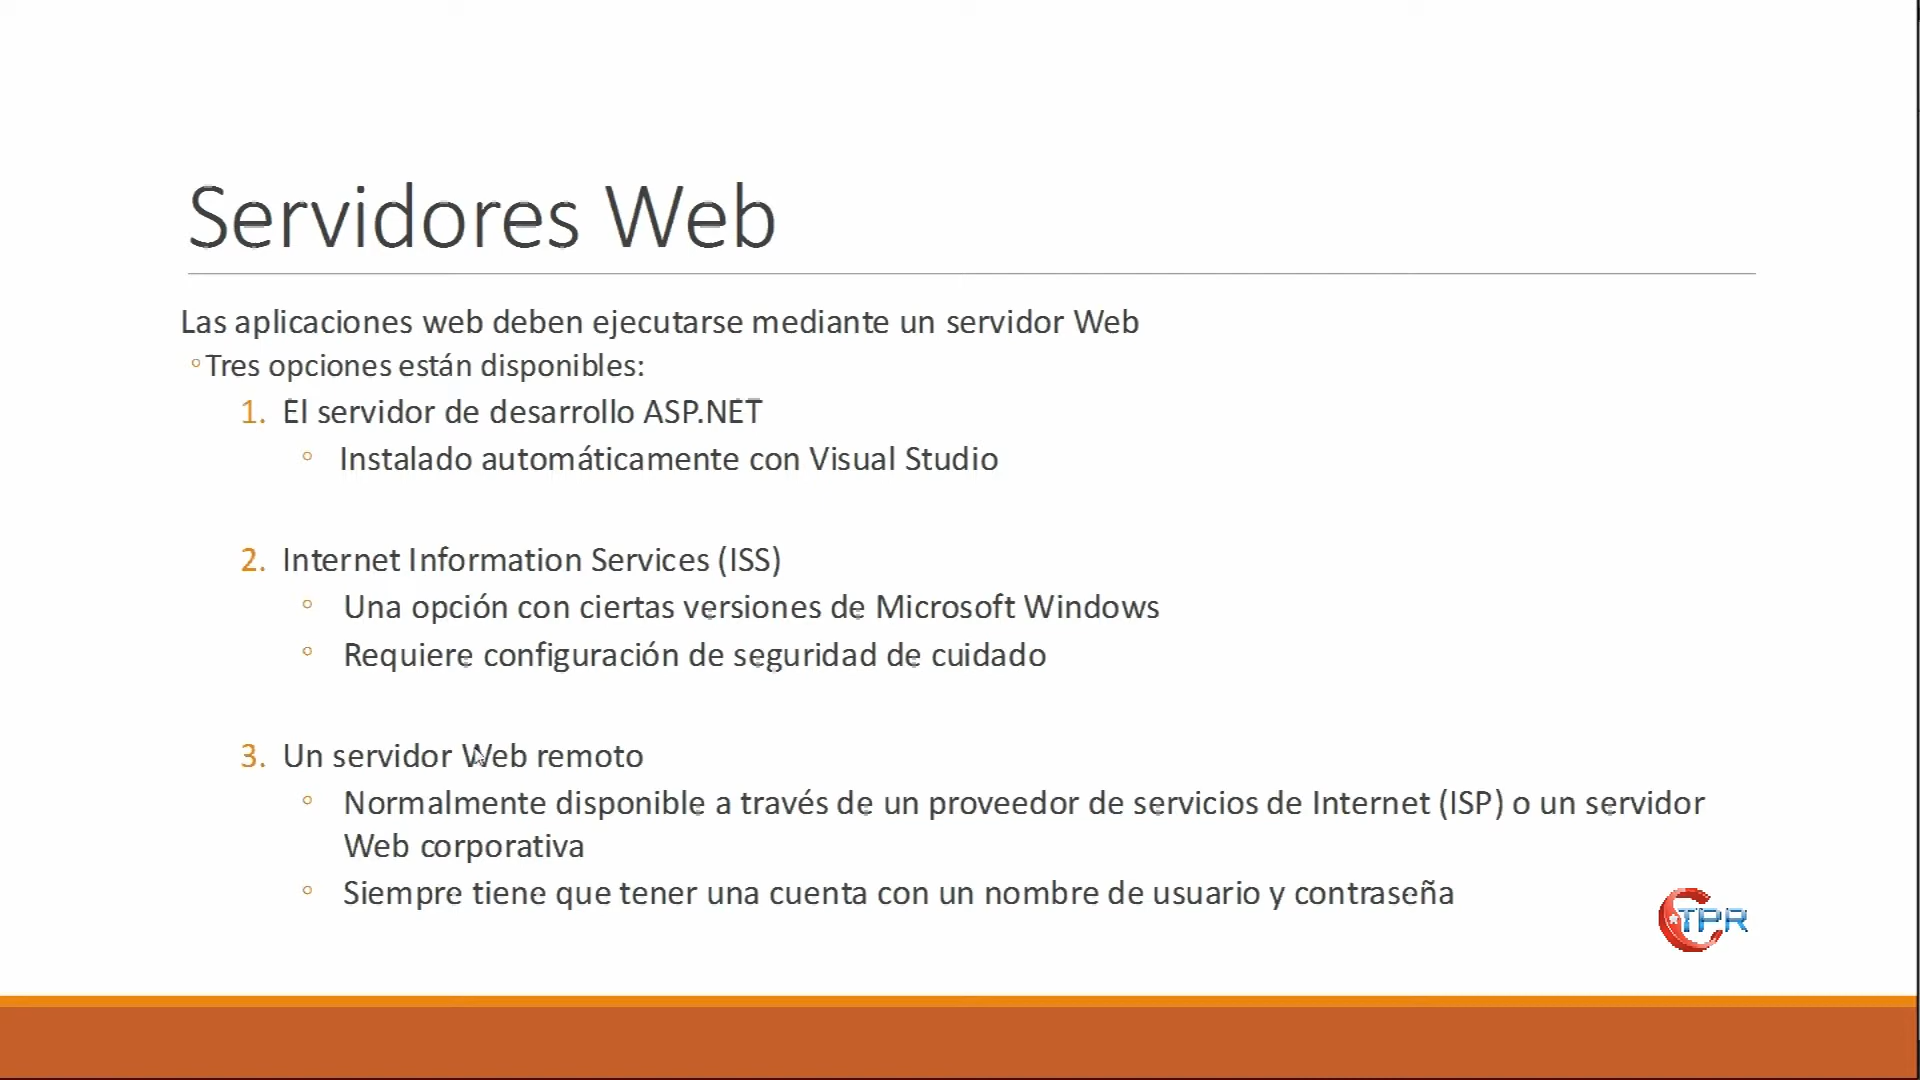 Servidores Web
Las aplicaciones web deben ejecutarse mediante un servidor Web
◦ Tres opciones están disponibles:
1. El servidor de desarrollo ASP.NET
◦ Instalado automáticamente con Visual Studio
2. Internet Information Services (ISS)
◦ Una opción con ciertas versiones de Microsoft Windows
◦ Requiere configuración de seguridad de cuidado
3. Un servidor Web remoto
◦ Normalmente disponible a través de un proveedor de servicios de Internet (ISP) o un servidor
Web corporativa
◦ Siempre tiene que tener una cuenta con un nombre de usuario y contraseña
CTPR